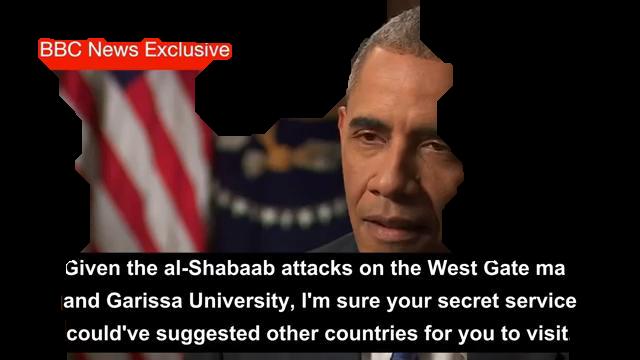 BBC News Exclusive
Given the al-Shabaab attacks on the West Gate ma
and Garissa University, I'm sure your secret service
could've suggested other countries for you to visit.